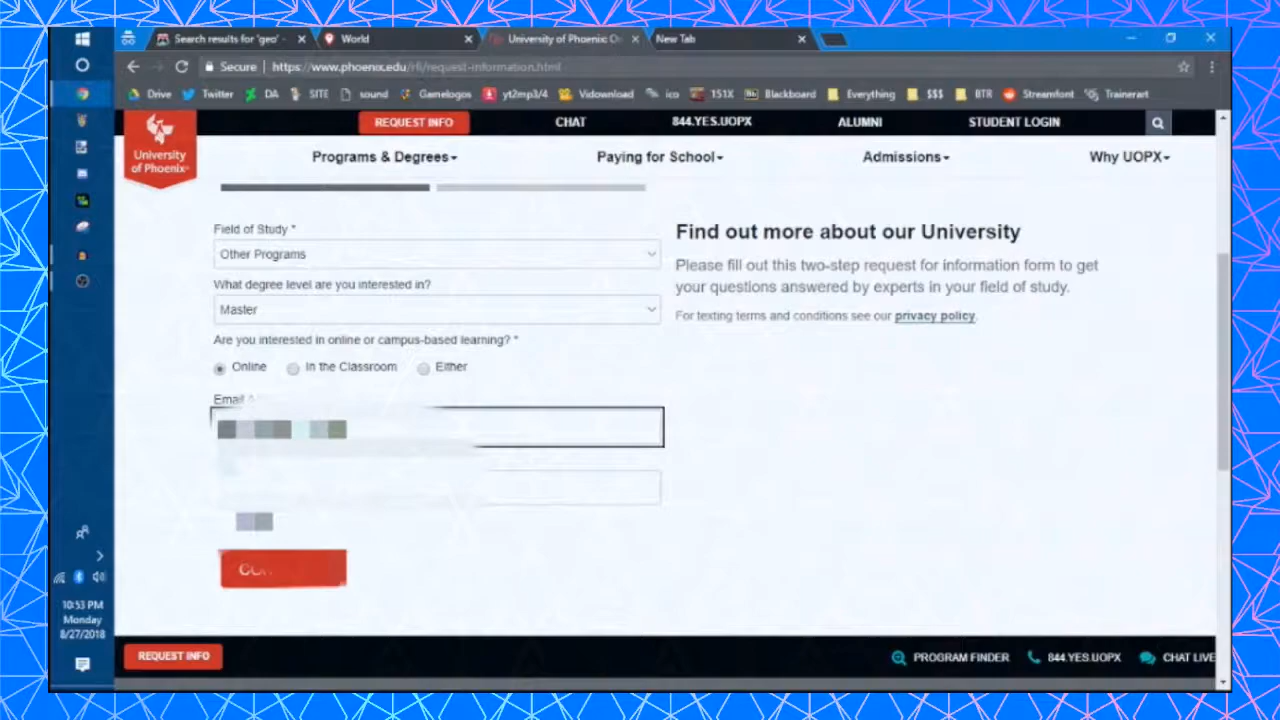 Search results for 'geo' -
World
University of Phoenix O
New Tab
Secure
https://www.phoenix.edu/rfi/request-information.html
Drive
Twitter
DA
SITE
sound
Gamelogos
yt2mp3/4
Vidownload
ico
151X
Blackboard
Everything
$$$
BTR
Streamfont
Trainerart
REQUEST INFO
CHAT
844.YES.UOPX
ALUMNI
STUDENT LOGIN
University
of Phoenix
Programs & Degrees
Paying for School
Admissions
Why UOPX
Field of Study *
Other Programs
What degree level are you interested in?
Master
Are you interested in online or campus-based learning? *
Online
In the Classroom
Either
Email
Find out more about our University
Please fill out this two-step request for information form to get
your questions answered by experts in your field of study.
For texting terms and conditions see our privacy policy.
10:53 PM
Monday
8/27/2018
REQUEST INFO
PROGRAM FINDER
844.YES.UOPX
CHAT LIVE